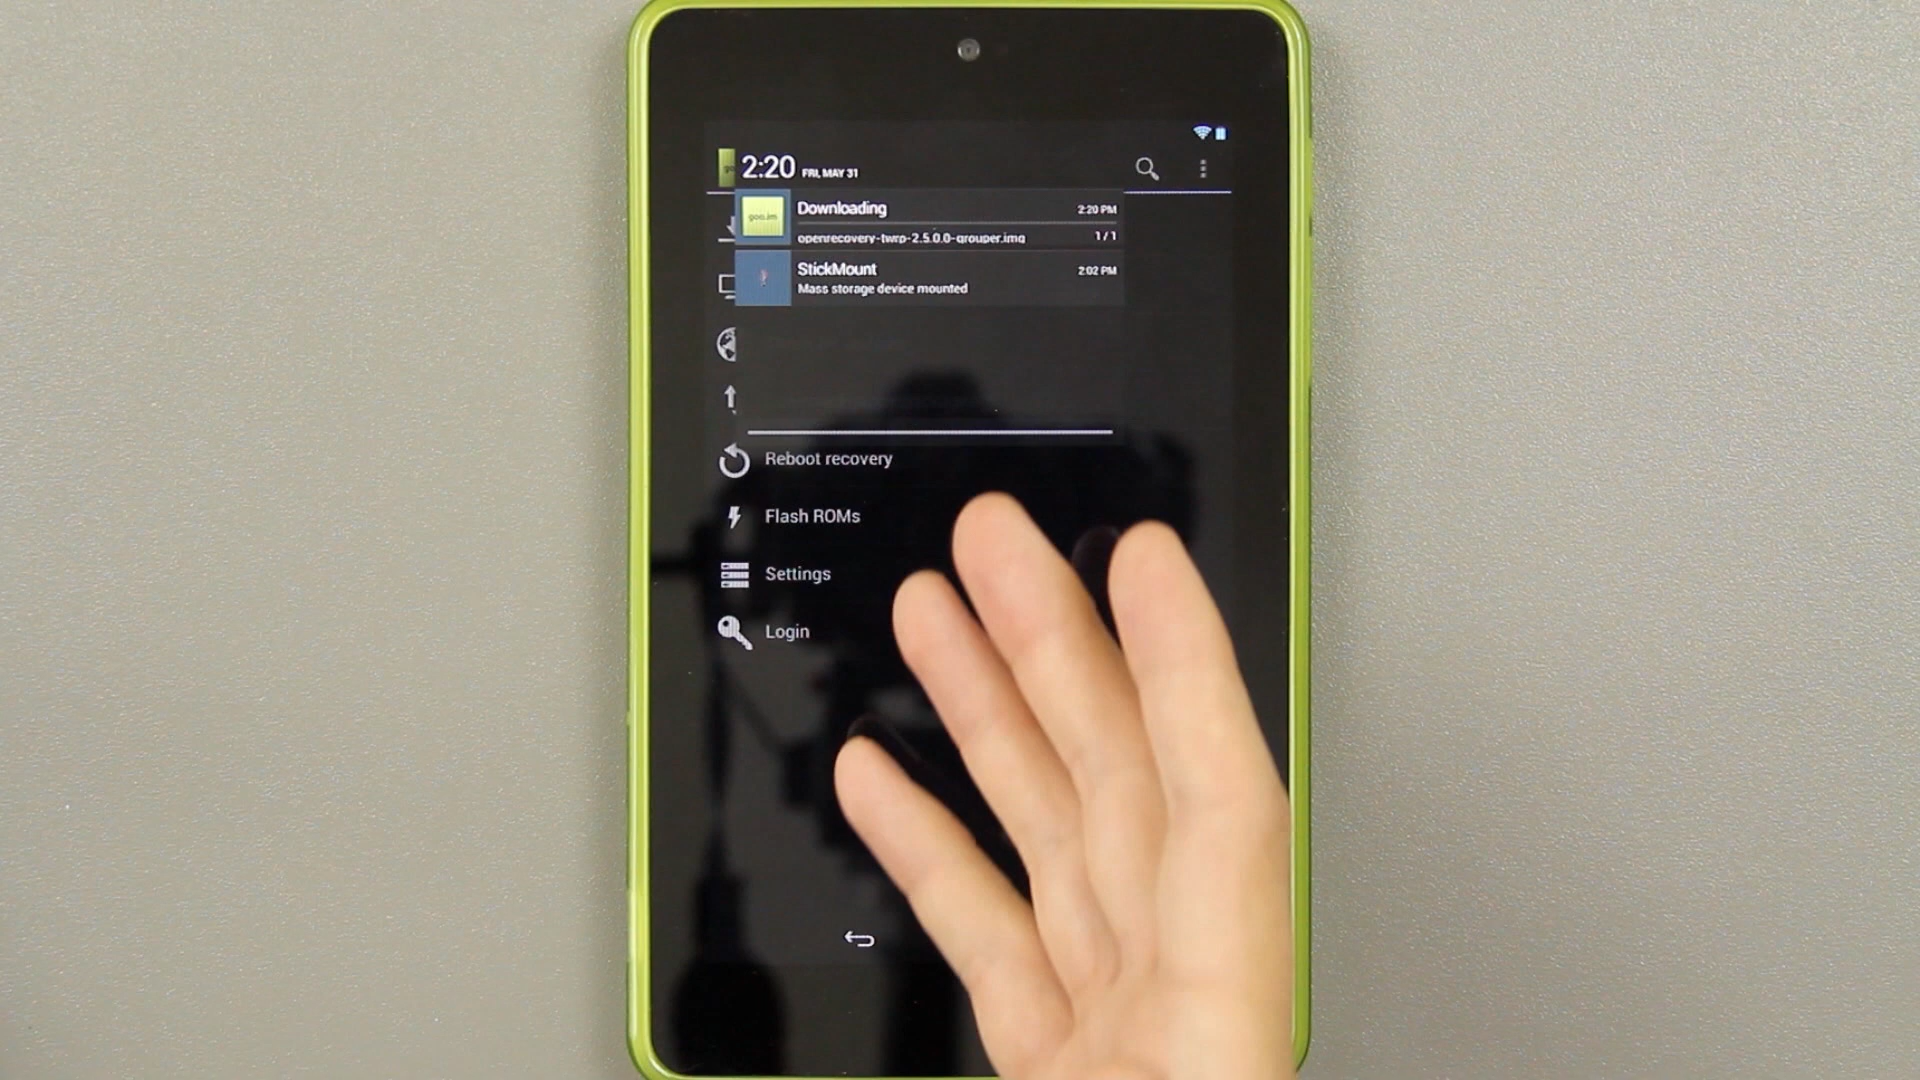 2:20 FRI, MAY 31
Downloading 2:20 PM
goo.im
openrecovery-twrp-2.5.0.0-grouper.img 1 / 1
StickMount 2:02 PM
Mass storage device mounted
Reboot recovery
Flash ROMs
Settings
Login